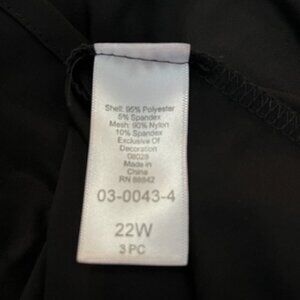 Shell: 95% Polyester
5% Spandex
Mesh: 90% Nylon
10% Spandex
Exclusive Of
Decoration
08028
Made in
China
RN 88842
03-0043-4
22W
3 PC